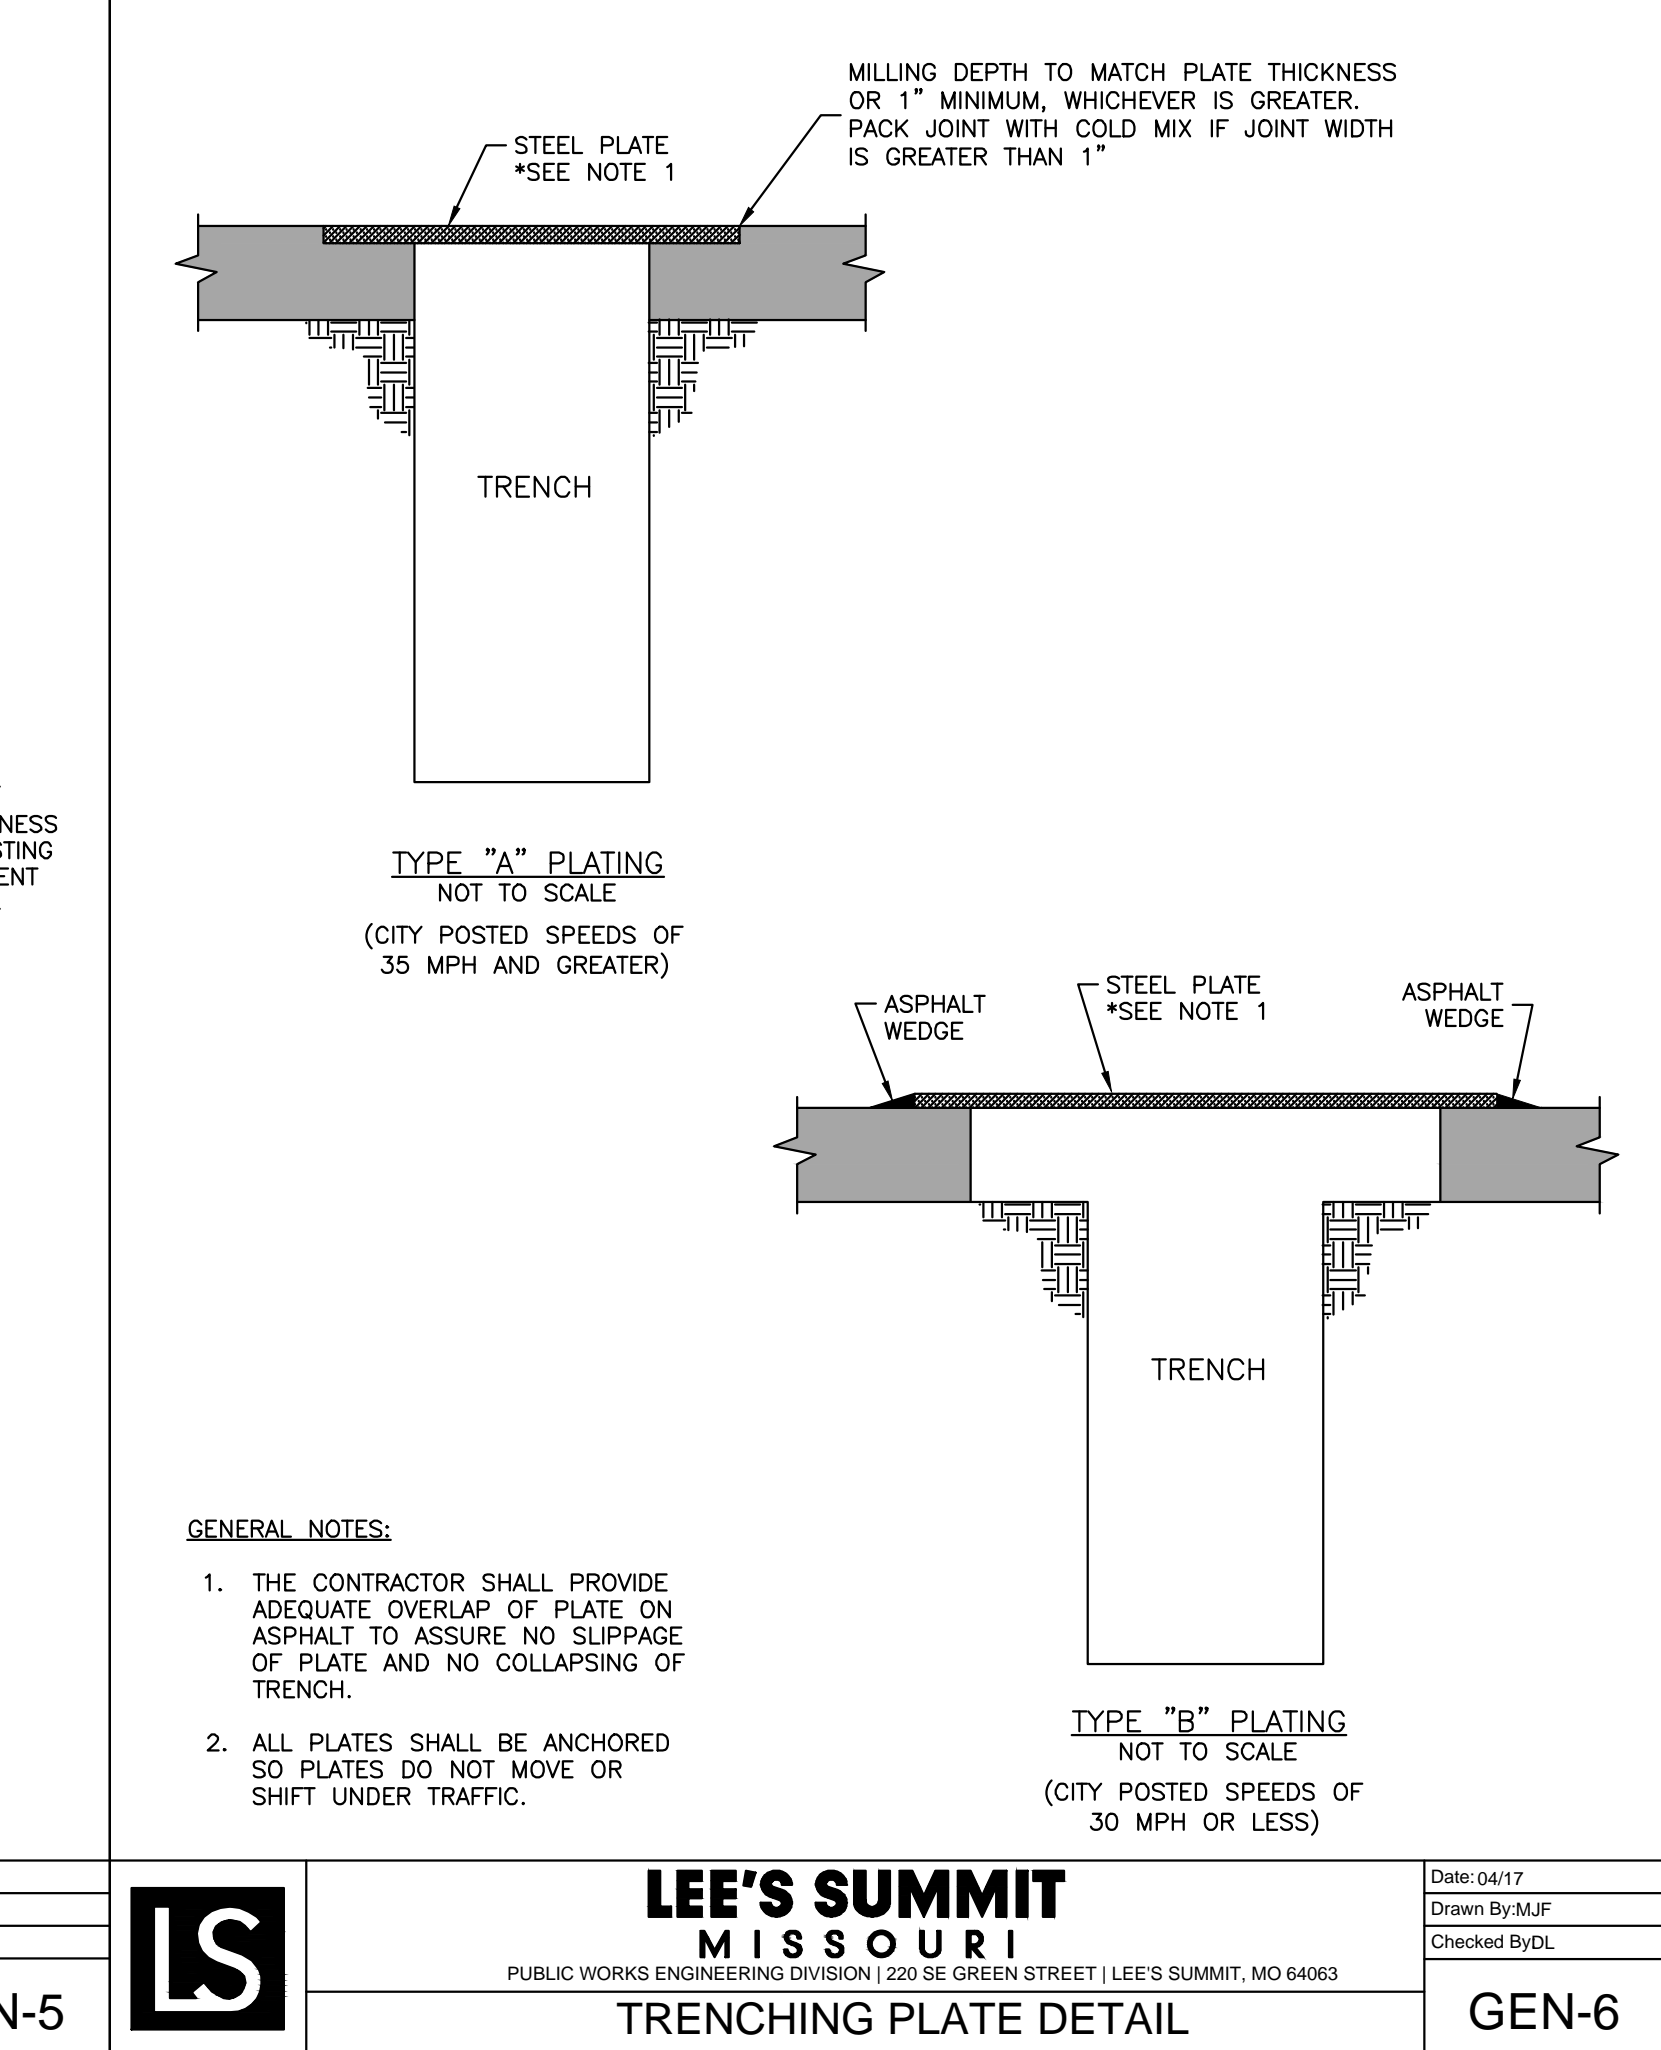 MILLING DEPTH TO MATCH PLATE THICKNESS
OR 1" MINIMUM, WHICHEVER IS GREATER.
PACK JOINT WITH COLD MIX IF JOINT WIDTH
IS GREATER THAN 1"
STEEL PLATE
*SEE NOTE 1
TRENCH
TYPE "A" PLATING
NOT TO SCALE
(CITY POSTED SPEEDS OF
35 MPH AND GREATER)
NESS
STING
ENT
ASPHALT
WEDGE
STEEL PLATE
*SEE NOTE 1
ASPHALT
WEDGE
TRENCH
TYPE "B" PLATING
NOT TO SCALE
(CITY POSTED SPEEDS OF
30 MPH OR LESS)
GENERAL NOTES:
1. THE CONTRACTOR SHALL PROVIDE
ADEQUATE OVERLAP OF PLATE ON
ASPHALT TO ASSURE NO SLIPPAGE
OF PLATE AND NO COLLAPSING OF
TRENCH.
2. ALL PLATES SHALL BE ANCHORED
SO PLATES DO NOT MOVE OR
SHIFT UNDER TRAFFIC.
N-5
LS
LEE'S SUMMIT
MISSOURI
PUBLIC WORKS ENGINEERING DIVISION | 220 SE GREEN STREET | LEE'S SUMMIT, MO 64063
TRENCHING PLATE DETAIL
Date: 04/17
Drawn By:MJF
Checked ByDL
GEN-6